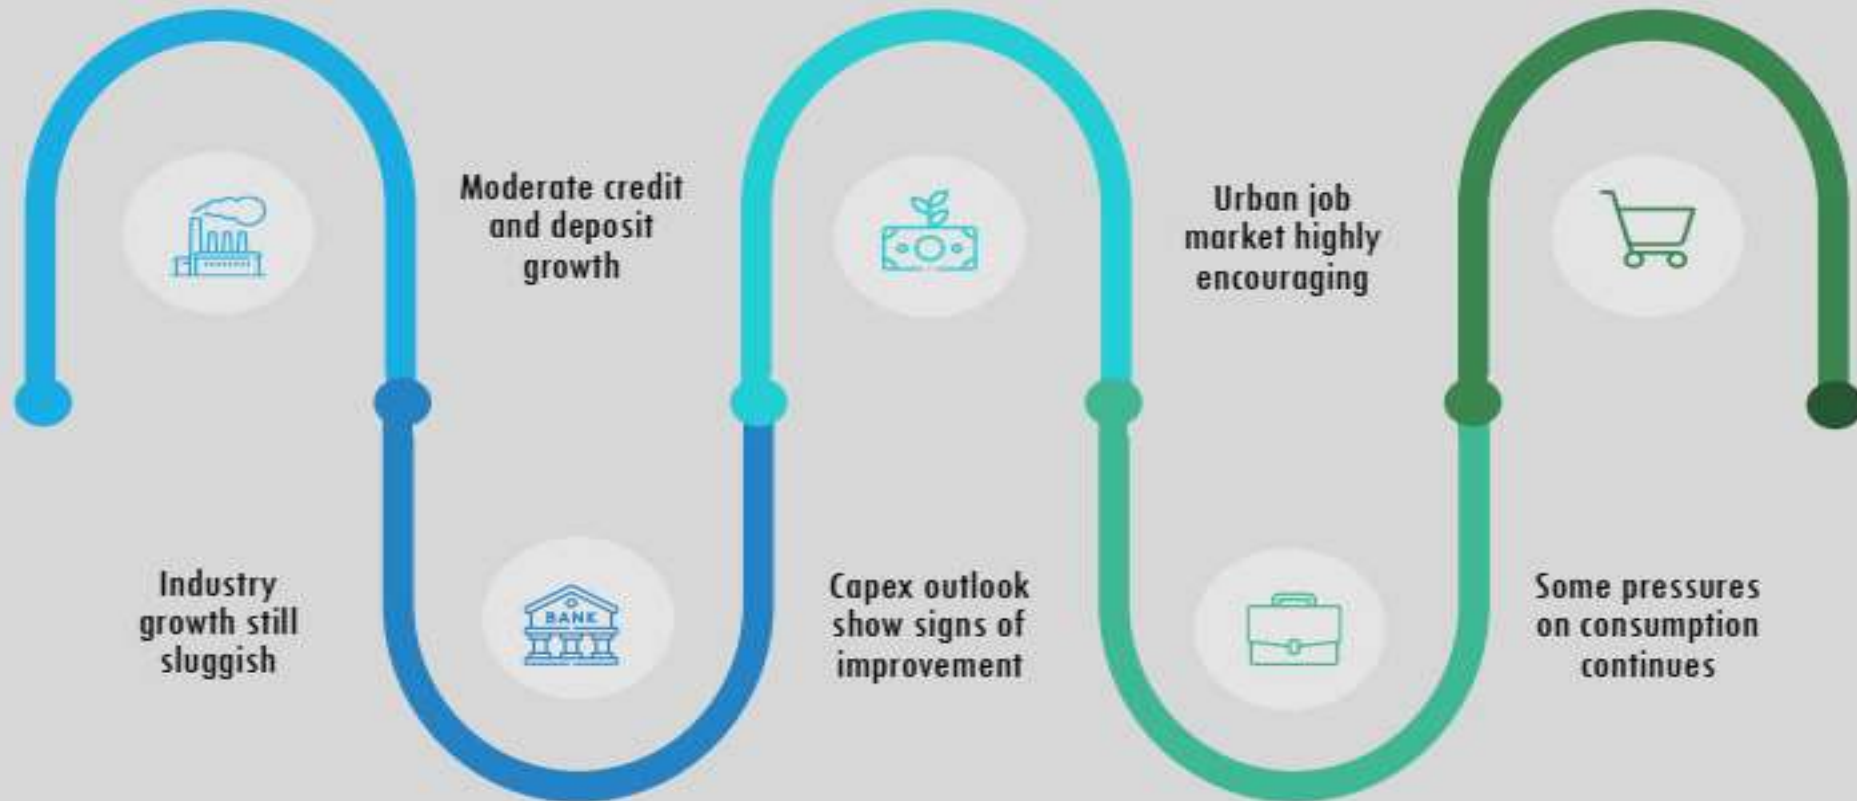 Industry
growth still
sluggish
Moderate credit
and deposit
growth
BANK
Capex outlook
show signs of
improvement
Urban job
market highly
encouraging
Some pressures
on consumption
continues